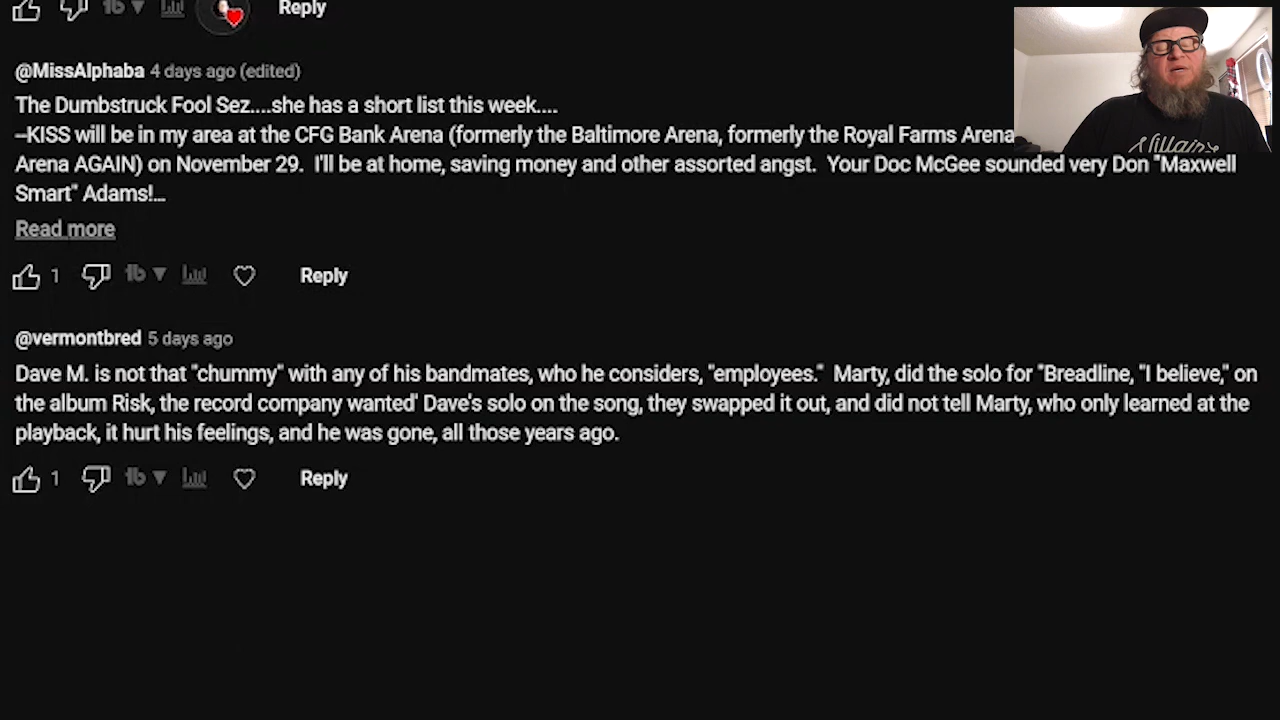 Reply
@MissAlphaba 4 days ago (edited)
The Dumbstruck Fool Sez....she has a short list this week....
--KISS will be in my area at the CFG Bank Arena (formerly the Baltimore Arena, formerly the Royal Farms Arena
Arena AGAIN) on November 29.  I'll be at home, saving money and other assorted angst.  Your Doc McGee sounded very Don "Maxwell
Smart" Adams!...
Read more
1 Reply
@vermontbred 5 days ago
Dave M. is not that "chummy" with any of his bandmates, who he considers, "employees."  Marty, did the solo for "Breadline, "I believe," on
the album Risk, the record company wanted' Dave's solo on the song, they swapped it out, and did not tell Marty, who only learned at the
playback, it hurt his feelings, and he was gone, all those years ago.
1 Reply